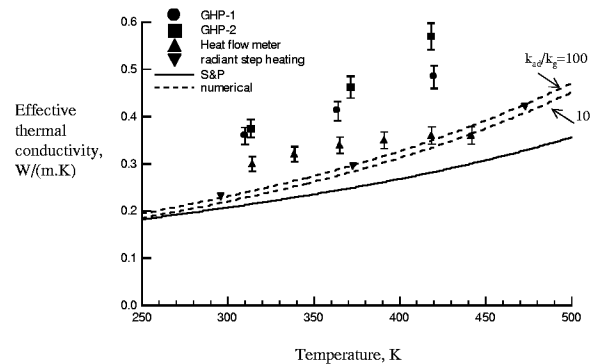 GHP-1
GHP-2
Heat flow meter
radiant step heating
S&P
numerical
k_ad/k_g=100
10
Effective
thermal
conductivity,
W/(m.K)
0.6
0.5
0.4
0.3
0.2
0.1
0.0
250 300 350 400 450 500
Temperature, K